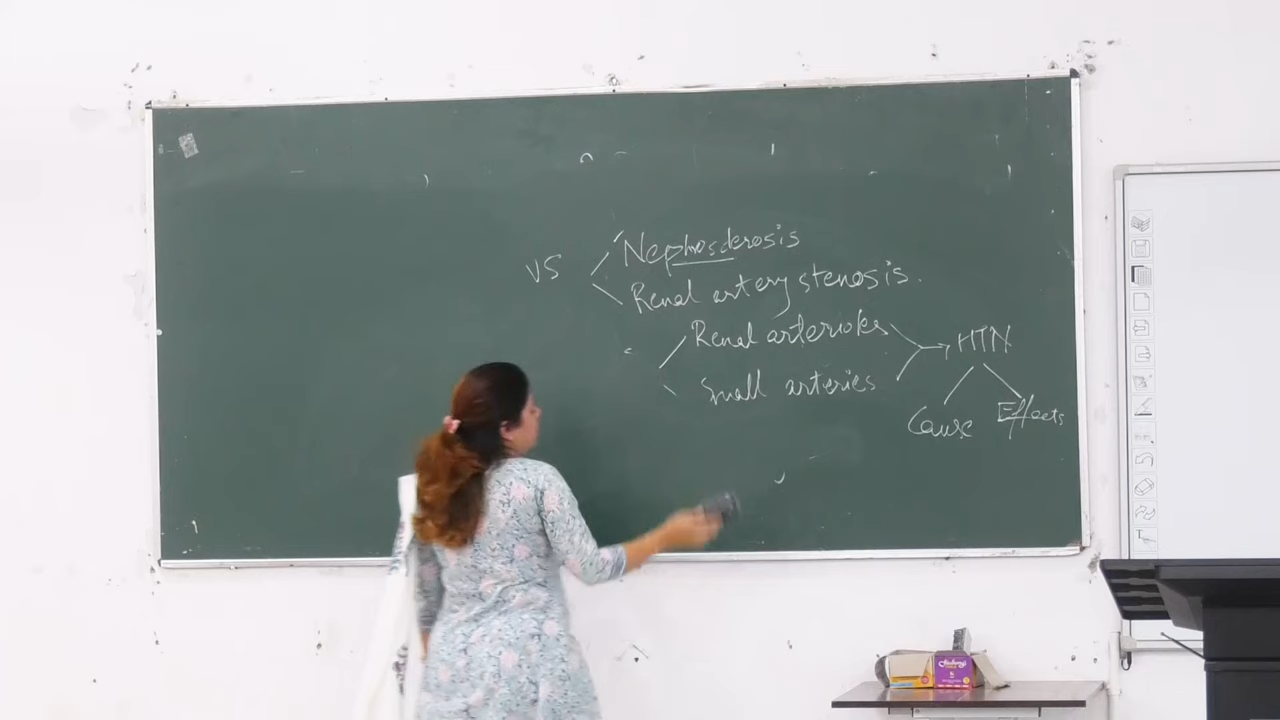 VS
Nephrosclerosis
Renal artery stenosis.
Renal arterioles
Small arteries
HTN
Cause
Effects